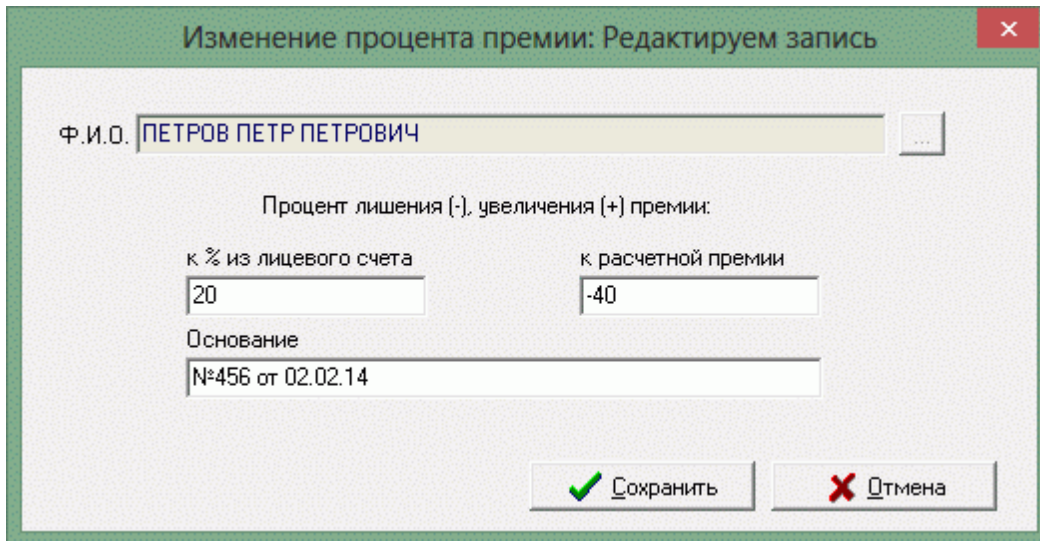 Изменение процента премии: Редактируем запись
Ф.И.О. ПЕТРОВ ПЕТР ПЕТРОВИЧ ...
Процент лишения (-), увеличения (+) премии:
к % из лицевого счета к расчетной премии
20 -40
Основание
№456 от 02.02.14
Сохранить Отмена